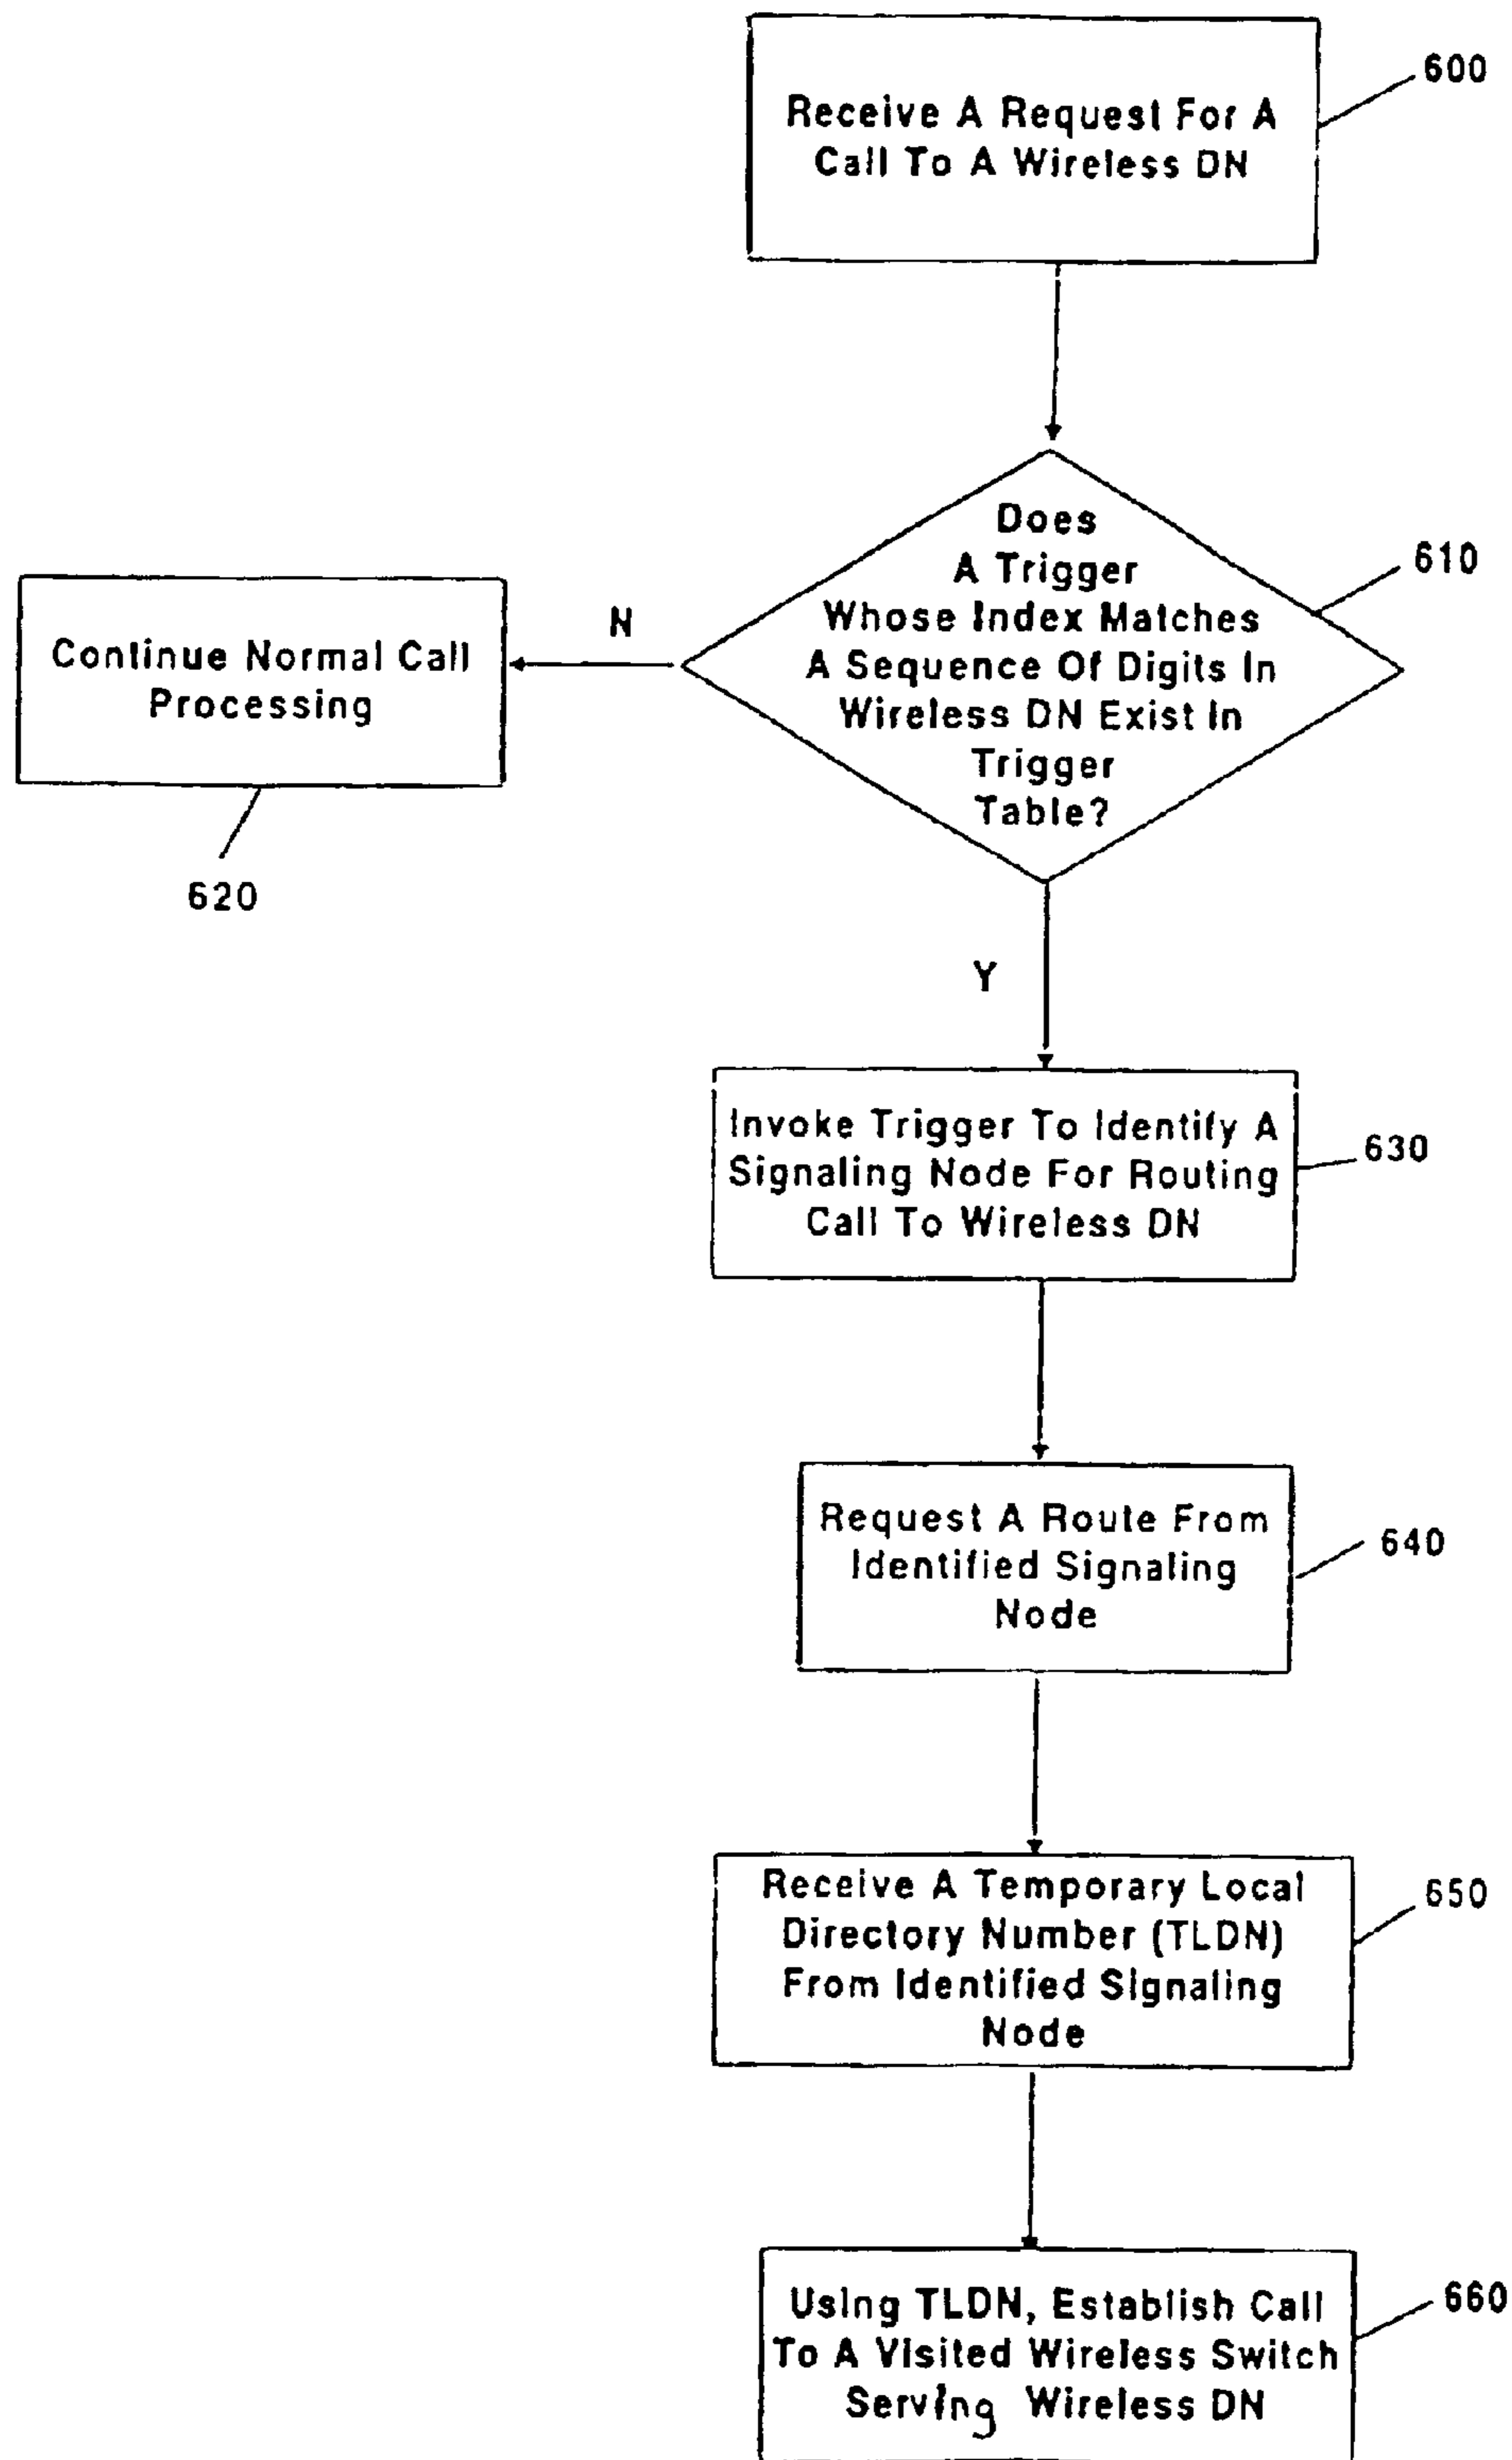 Receive A Request For A
Call To A Wireless DN
600
Does
A Trigger
Whose Index Matches
A Sequence Of Digits In
Wireless DN Exist In
Trigger
Table?
610
N
Continue Normal Call
Processing
620
Y
Invoke Trigger To Identify A
Signaling Node For Routing
Call To Wireless DN
630
Request A Route From
Identified Signaling
Node
640
Receive A Temporary Local
Directory Number (TLDN)
From Identified Signaling
Node
650
Using TLDN, Establish Call
To A Visited Wireless Switch
Serving Wireless DN
660